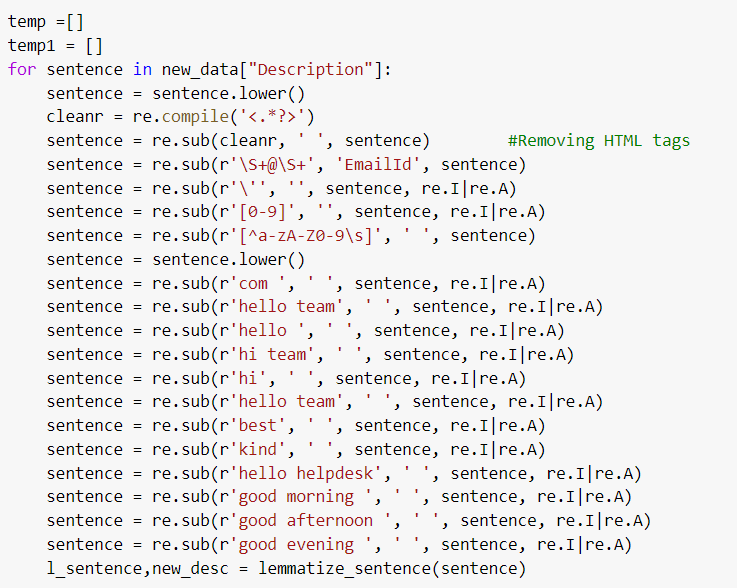 temp =[]
temp1 = []
for sentence in new_data["Description"]:
    sentence = sentence.lower()
    cleanr = re.compile('<.*?>')
    sentence = re.sub(cleanr, ' ', sentence)        #Removing HTML tags
    sentence = re.sub(r'\S+@\S+', 'EmailId', sentence)
    sentence = re.sub(r'\'', '', sentence, re.I|re.A)
    sentence = re.sub(r'[0-9]', '', sentence, re.I|re.A)
    sentence = re.sub(r'[^a-zA-Z0-9\s]', ' ', sentence)
    sentence = sentence.lower()
    sentence = re.sub(r'com ', ' ', sentence, re.I|re.A)
    sentence = re.sub(r'hello team', ' ', sentence, re.I|re.A)
    sentence = re.sub(r'hello ', ' ', sentence, re.I|re.A)
    sentence = re.sub(r'hi team', ' ', sentence, re.I|re.A)
    sentence = re.sub(r'hi', ' ', sentence, re.I|re.A)
    sentence = re.sub(r'hello team', ' ', sentence, re.I|re.A)
    sentence = re.sub(r'best', ' ', sentence, re.I|re.A)
    sentence = re.sub(r'kind', ' ', sentence, re.I|re.A)
    sentence = re.sub(r'hello helpdesk', ' ', sentence, re.I|re.A)
    sentence = re.sub(r'good morning ', ' ', sentence, re.I|re.A)
    sentence = re.sub(r'good afternoon ', ' ', sentence, re.I|re.A)
    sentence = re.sub(r'good evening ', ' ', sentence, re.I|re.A)
    l_sentence,new_desc = lemmatize_sentence(sentence)